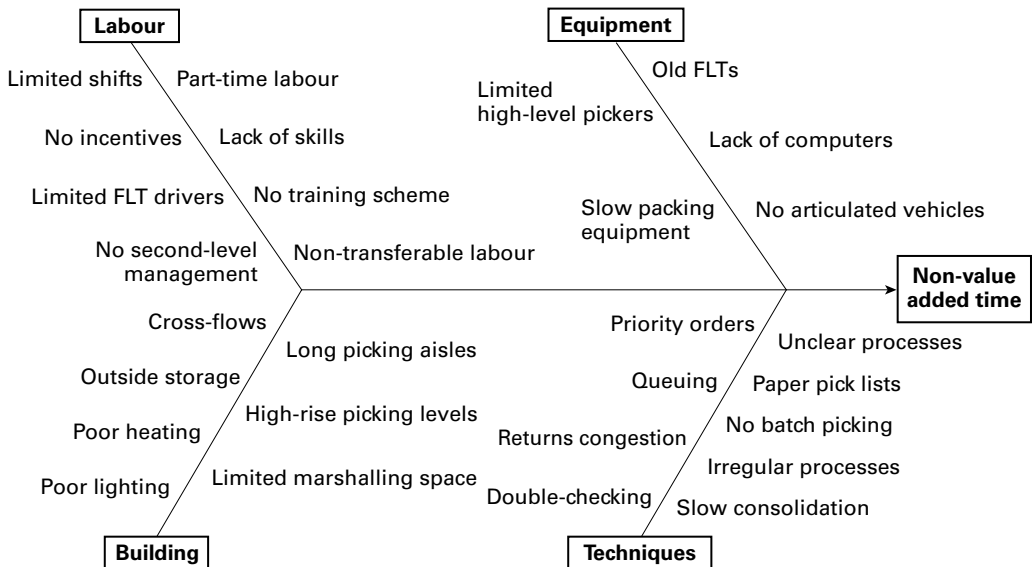 Labour
Equipment
Limited shifts
Part-time labour
Old FLTs
Limited
high-level pickers
No incentives
Lack of skills
Lack of computers
Limited FLT drivers
No training scheme
Slow packing
equipment
No articulated vehicles
No second-level
management
Non-transferable labour
Non-value
added time
Cross-flows
Long picking aisles
Priority orders
Unclear processes
Outside storage
High-rise picking levels
Queuing
Paper pick lists
Poor heating
Limited marshalling space
Returns congestion
No batch picking
Poor lighting
Double-checking
Irregular processes
Slow consolidation
Building
Techniques